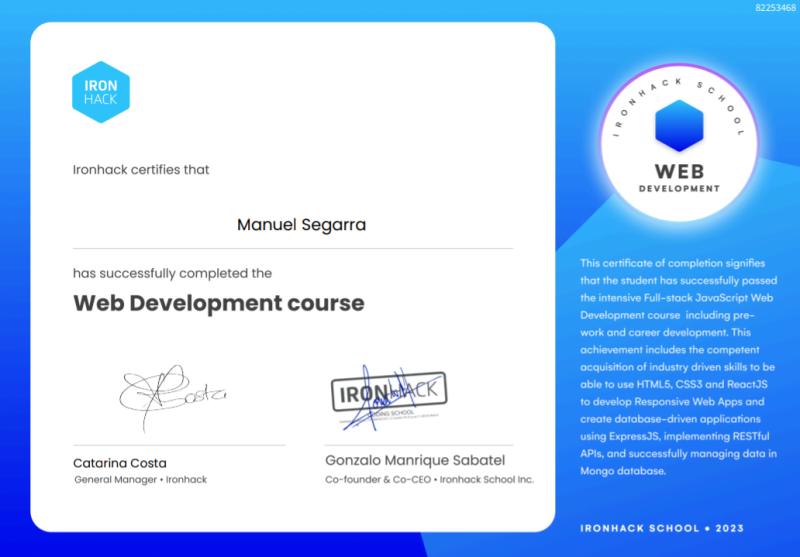 82253468
IRON
HACK
Ironhack certifies that
Manuel Segarra
has successfully completed the
Web Development course
Costa
IRONHACK
Catarina Costa
General Manager • Ironhack
Gonzalo Manrique Sabatel
Co-founder & Co-CEO • Ironhack School Inc.
IRONHACK SCHOOL
WEB
DEVELOPMENT
This certificate of completion signifies
that the student has successfully passed
the intensive Full-stack JavaScript Web
Development course including pre-
work and career development. This
achievement includes the competent
acquisition of industry driven skills to be
able to use HTML5, CSS3 and ReactJS
to develop Responsive Web Apps and
create database-driven applications
using ExpressJS, implementing RESTful
APIs, and successfully managing data in
Mongo database.
IRONHACK SCHOOL • 2023